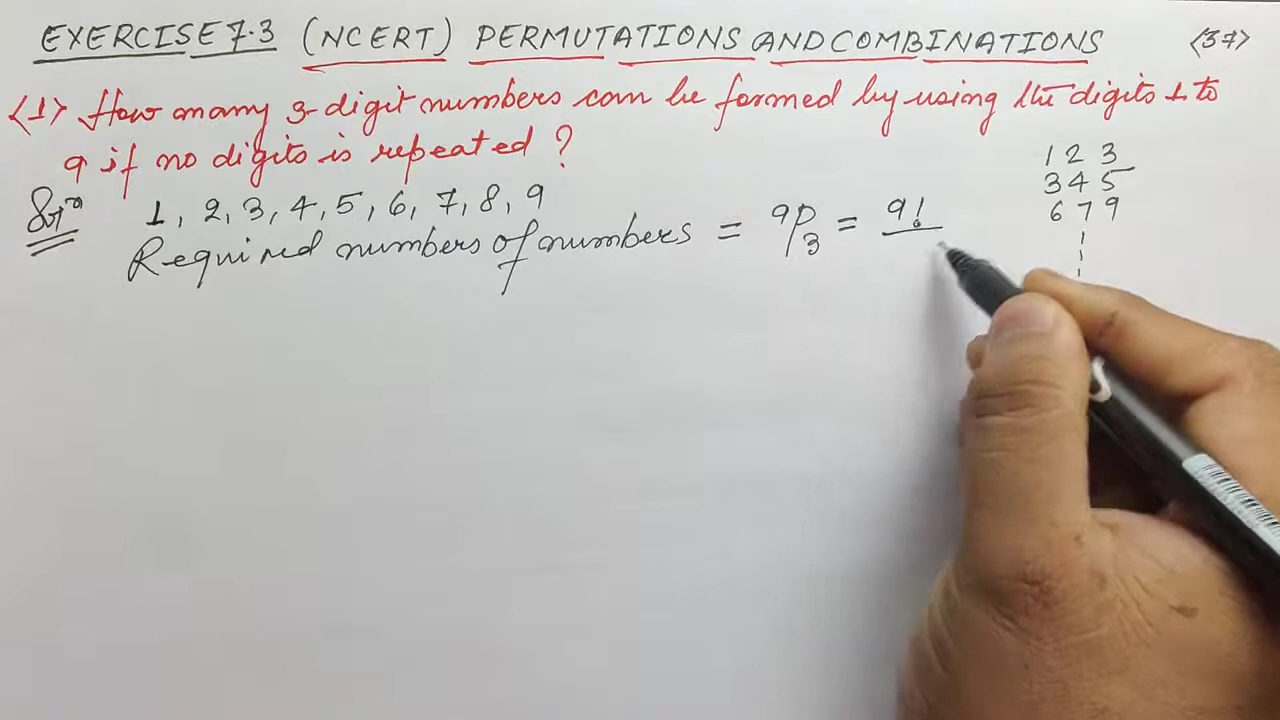 EXERCISE 7.3 (NCERT) PERMUTATIONS AND COMBINATIONS <37>
<1> How many 3-digit numbers can be formed by using the digits 1 to
9 if no digits is repeated ?
Solⁿ 1, 2, 3, 4, 5, 6, 7, 8, 9
Required numbers of numbers = ⁹P₃ = 9!
1 2 3
3 4 5
6 7 9